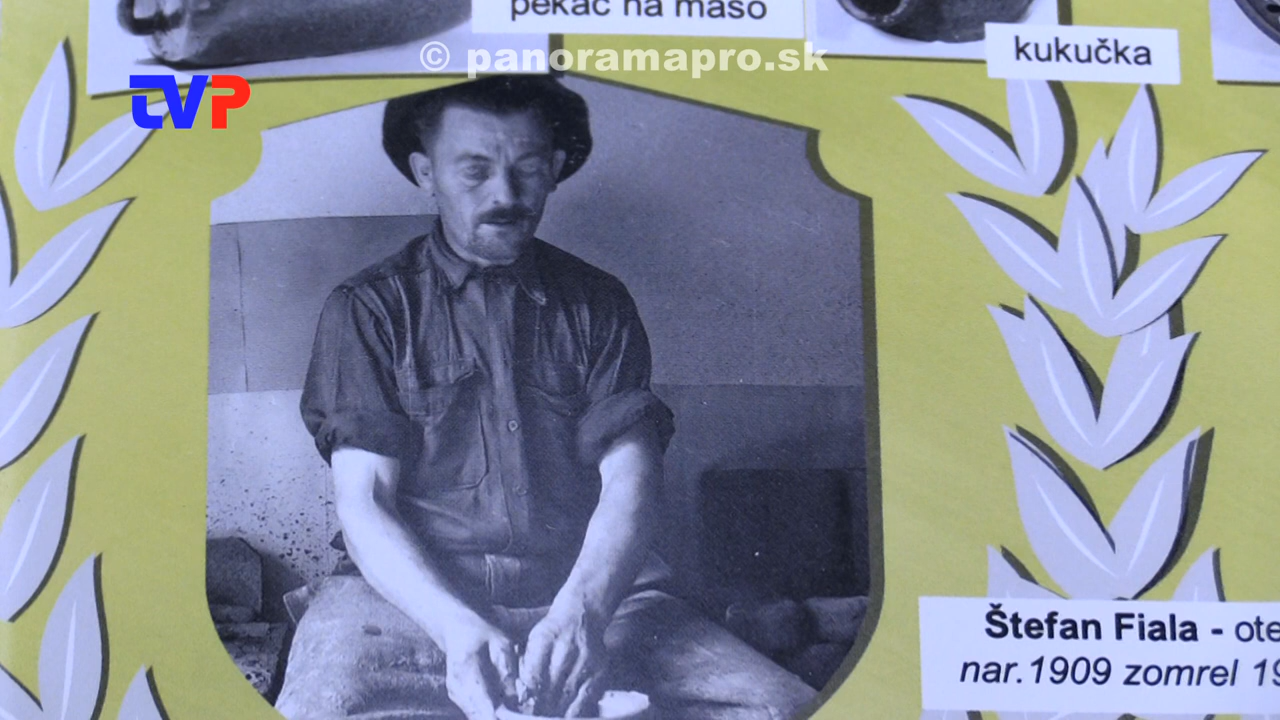 pekáč na mäso
© panoramapro.sk
kukučka
TVP
Štefan Fiala - ote
nar.1909 zomrel 19